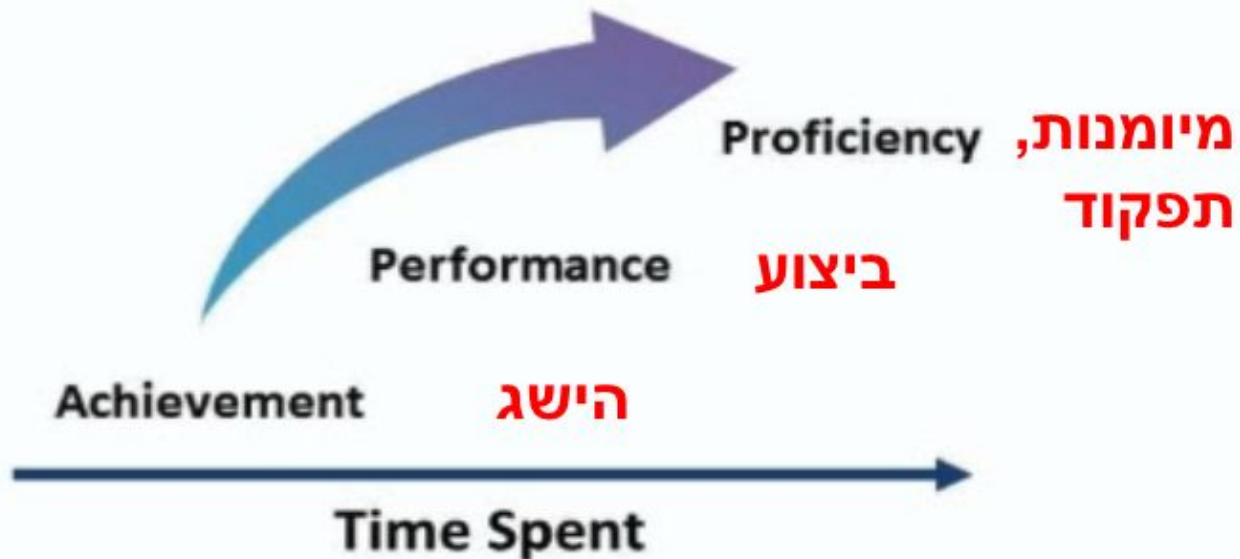 Proficiency מיומנות,
תפקוד
Performance ביצוע
Achievement הישג
Time Spent